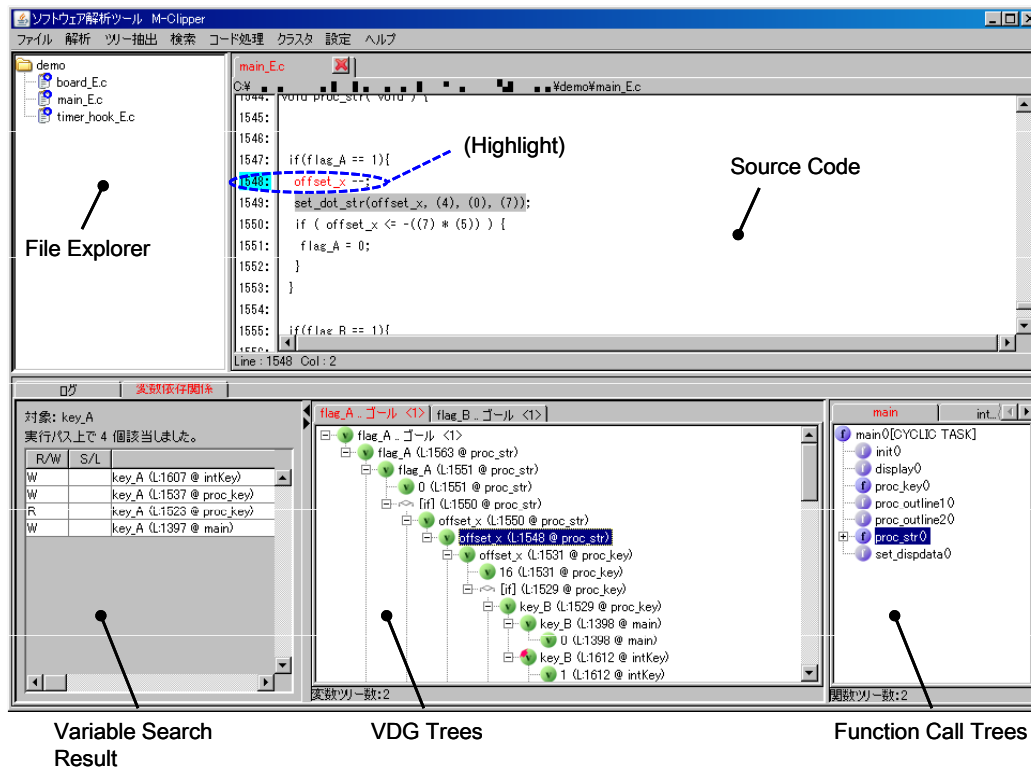 ソフトウェア解析ツール M-Clipper
ファイル 解析 ツリー抽出 検索 コード処理 クラスタ 設定 ヘルプ
demo
board_E.c
main_E.c
timer_hook_E.c
File Explorer
main_E.c
C:¥ ¥demo¥main_E.c
1544: void proc_str( void ) {
1545:
1546:
1547: if(flag_A == 1){
1548: offset_x --;
1549: set_dot_str(offset_x, (4), (0), (7));
1550: if ( offset_x <= -((7) * (5)) ) {
1551: flag_A = 0;
1552: }
1553: }
1554:
1555: if(flag_B == 1){
1556:
(Highlight)
Source Code
Line : 1548 Col : 2
ログ 変数依存関係
対象: key_A
実行パス上で 4 個該当しました。
R/W S/L
W key_A (L:1607 @ intKey)
W key_A (L:1537 @ proc_key)
R key_A (L:1523 @ proc_key)
W key_A (L:1397 @ main)
flag_A .. ゴール <1> flag_B .. ゴール <1>
flag_A .. ゴール <1>
flag_A (L:1563 @ proc_str)
flag_A (L:1551 @ proc_str)
0 (L:1551 @ proc_str)
[if] (L:1550 @ proc_str)
offset_x (L:1550 @ proc_str)
offset_x (L:1548 @ proc_str)
offset_x (L:1531 @ proc_key)
16 (L:1531 @ proc_key)
[if] (L:1529 @ proc_key)
key_B (L:1529 @ proc_key)
key_B (L:1398 @ main)
0 (L:1398 @ main)
key_B (L:1612 @ intKey)
1 (L:1612 @ intKey)
変数ツリー数:2
main int...
main()[CYCLIC TASK]
init()
display()
proc_key()
proc_outline1()
proc_outline2()
proc_str()
set_dispdata()
関数ツリー数:2
Variable Search
Result
VDG Trees
Function Call Trees